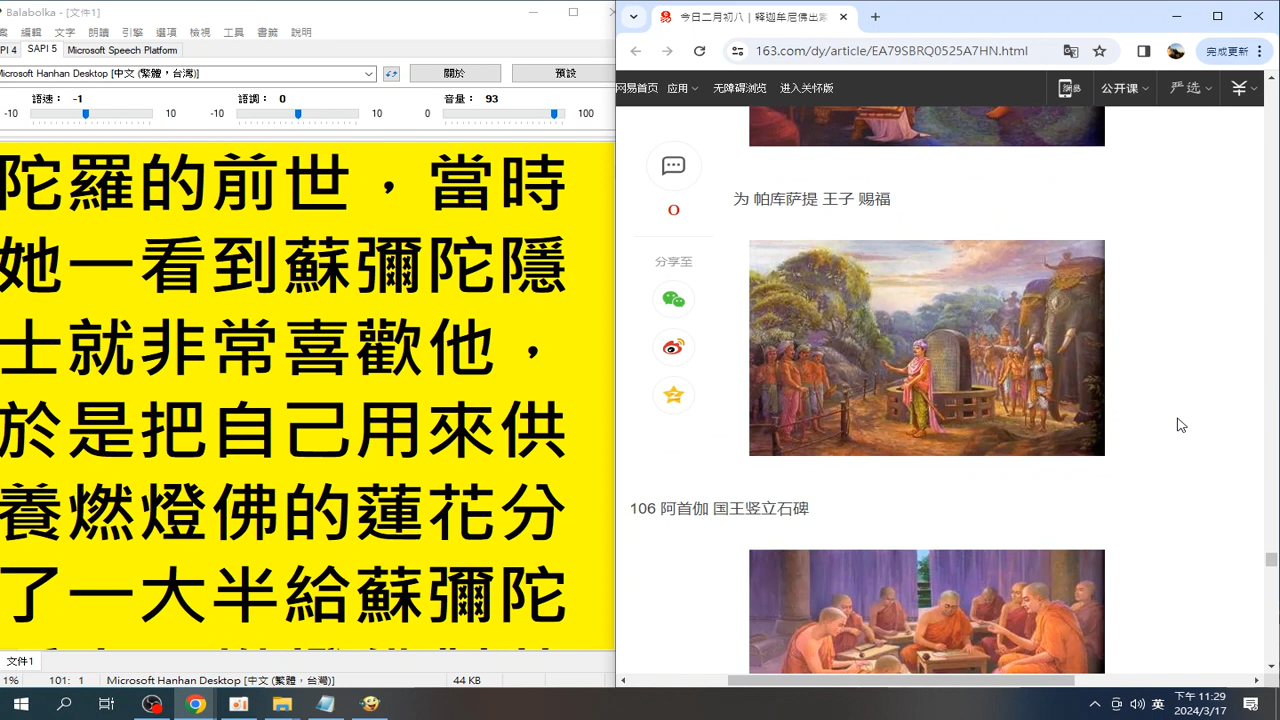 Balabolka - [文件1]
案 編輯 文字 朗讀 引擎 選項 檢視 工具 書籤 說明
PI 4 SAPI 5 Microsoft Speech Platform
Microsoft Hanhan Desktop [中文 (繁體，台灣)] 關於 預設
語速： -1 語調： 0 音量： 93
-10 10 -10 10 0 100
陀羅的前世，當時
她一看到蘇彌陀隱
士就非常喜歡他，
於是把自己用來供
養燃燈佛的蓮花分
了一大半給蘇彌陀
文件1
1% 101: 1 Microsoft Hanhan Desktop [中文 (繁體，台灣)] 44 KB
今日二月初八｜释迦牟尼佛出家
163.com/dy/article/EA79SBRQ0525A7HN.html 完成更新
网易首页 应用 无障碍浏览 进入关怀版 公开课 严选
为 帕库萨提 王子 赐福
0
分享至
106 阿首伽 国王竖立石碑
英
下午 11:29
2024/3/17